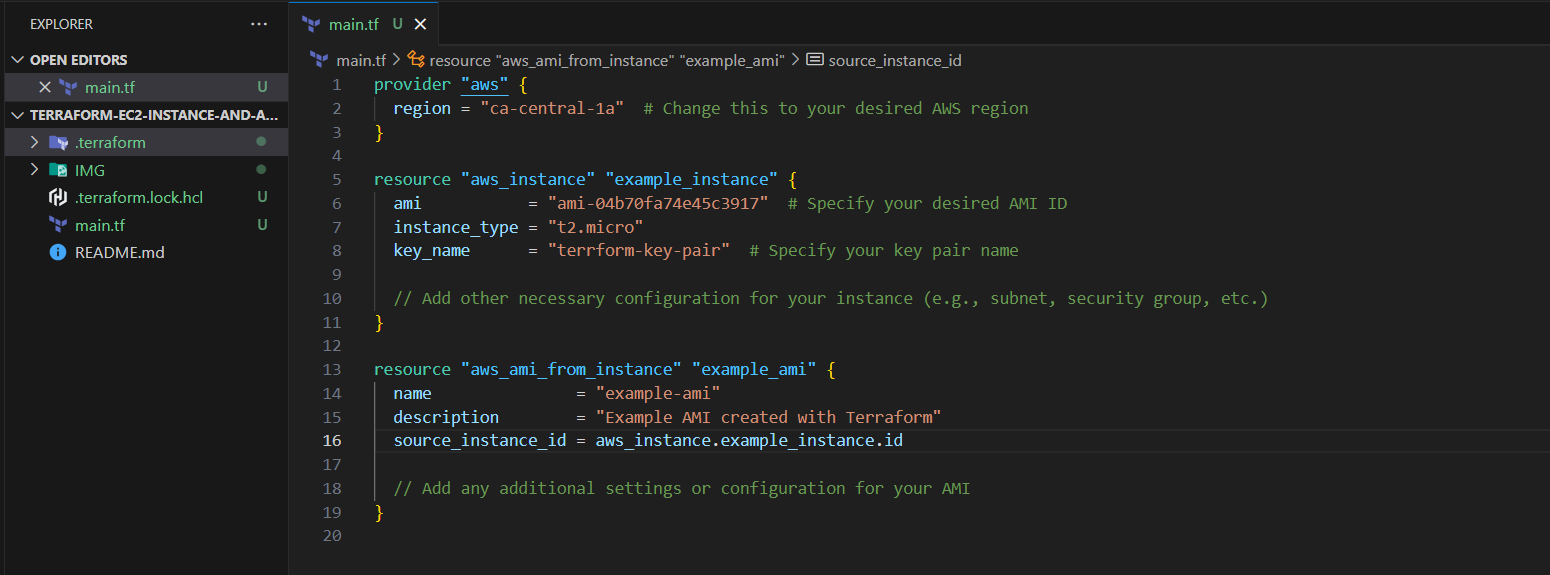 EXPLORER
...
OPEN EDITORS
main.tf U
TERRAFORM-EC2-INSTANCE-AND-A...
.terraform
IMG
.terraform.lock.hcl U
main.tf U
README.md
main.tf U
main.tf > resource "aws_ami_from_instance" "example_ami" > source_instance_id
1 provider "aws" {
2   region = "ca-central-1a"  # Change this to your desired AWS region
3 }
4
5 resource "aws_instance" "example_instance" {
6   ami           = "ami-04b70fa74e45c3917"  # Specify your desired AMI ID
7   instance_type = "t2.micro"
8   key_name      = "terrform-key-pair"  # Specify your key pair name
9
10   // Add other necessary configuration for your instance (e.g., subnet, security group, etc.)
11 }
12
13 resource "aws_ami_from_instance" "example_ami" {
14   name               = "example-ami"
15   description        = "Example AMI created with Terraform"
16   source_instance_id = aws_instance.example_instance.id
17
18   // Add any additional settings or configuration for your AMI
19 }
20